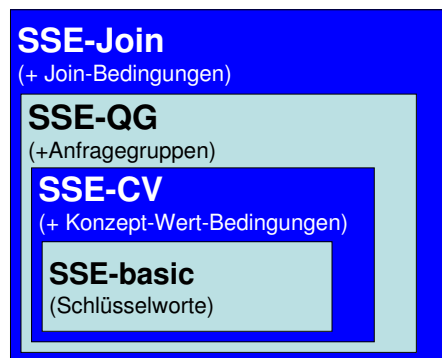 SSE-Join
(+ Join-Bedingungen)
SSE-QG
(+Anfragegruppen)
SSE-CV
(+ Konzept-Wert-Bedingungen)
SSE-basic
(Schlüsselworte)